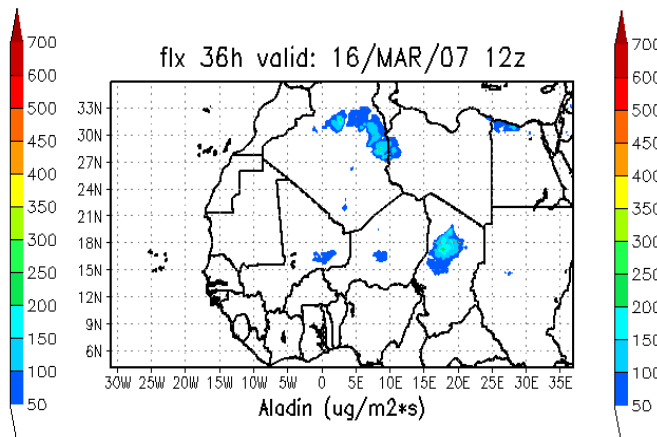 flx 36h valid: 16/MAR/07 12z
700
600
500
450
400
350
300
250
200
150
100
50
33N
30N
27N
24N
21N
18N
15N
12N
9N
6N
30W 25W 20W 15W 10W 5W 0 5E 10E 15E 20E 25E 30E 35E
Aladin (ug/m2*s)
700
600
500
450
400
350
300
250
200
150
100
50